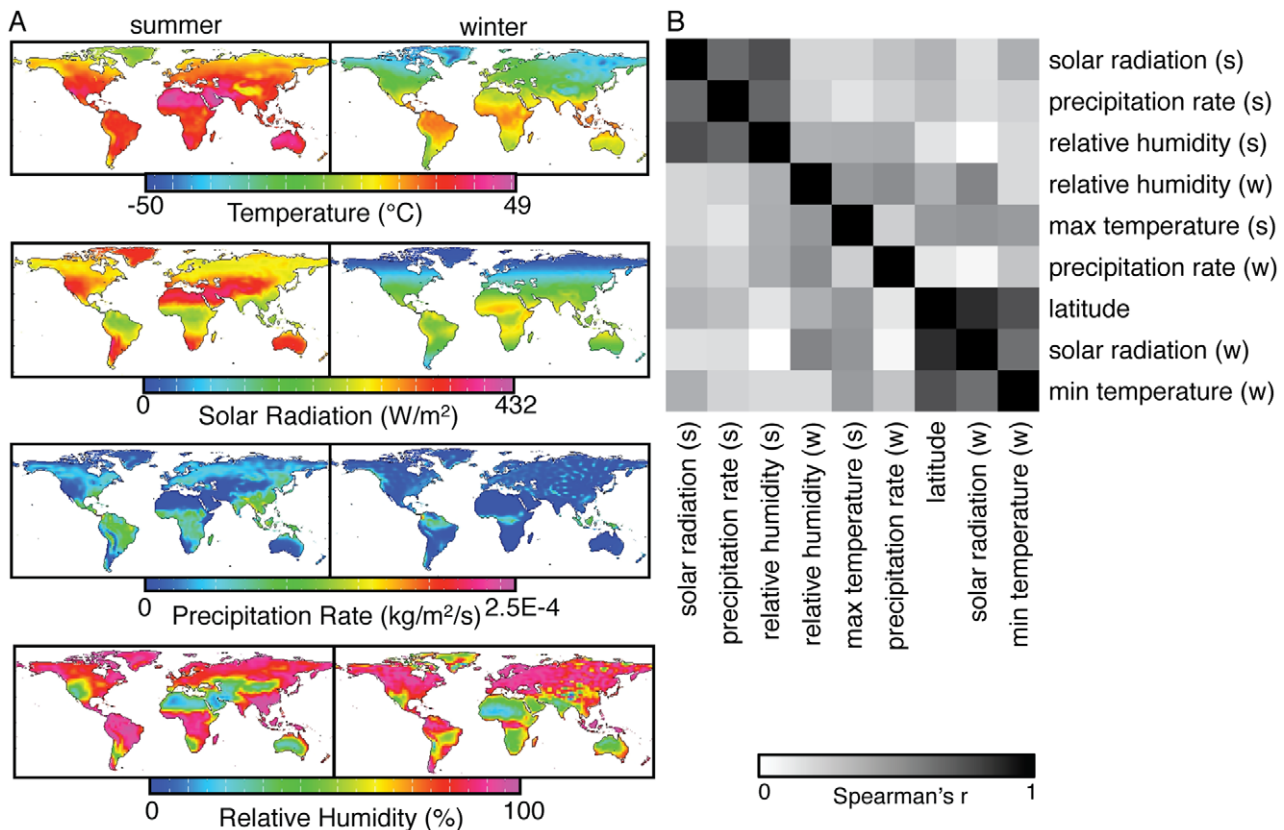 A
summer
winter
-50
Temperature (°C)
49
0
Solar Radiation (W/m²)
432
0
Precipitation Rate (kg/m²/s)
2.5E-4
0
Relative Humidity (%)
100
B
solar radiation (s)
precipitation rate (s)
relative humidity (s)
relative humidity (w)
max temperature (s)
precipitation rate (w)
latitude
solar radiation (w)
min temperature (w)
solar radiation (s)
precipitation rate (s)
relative humidity (s)
relative humidity (w)
max temperature (s)
precipitation rate (w)
latitude
solar radiation (w)
min temperature (w)
0
Spearman's r
1